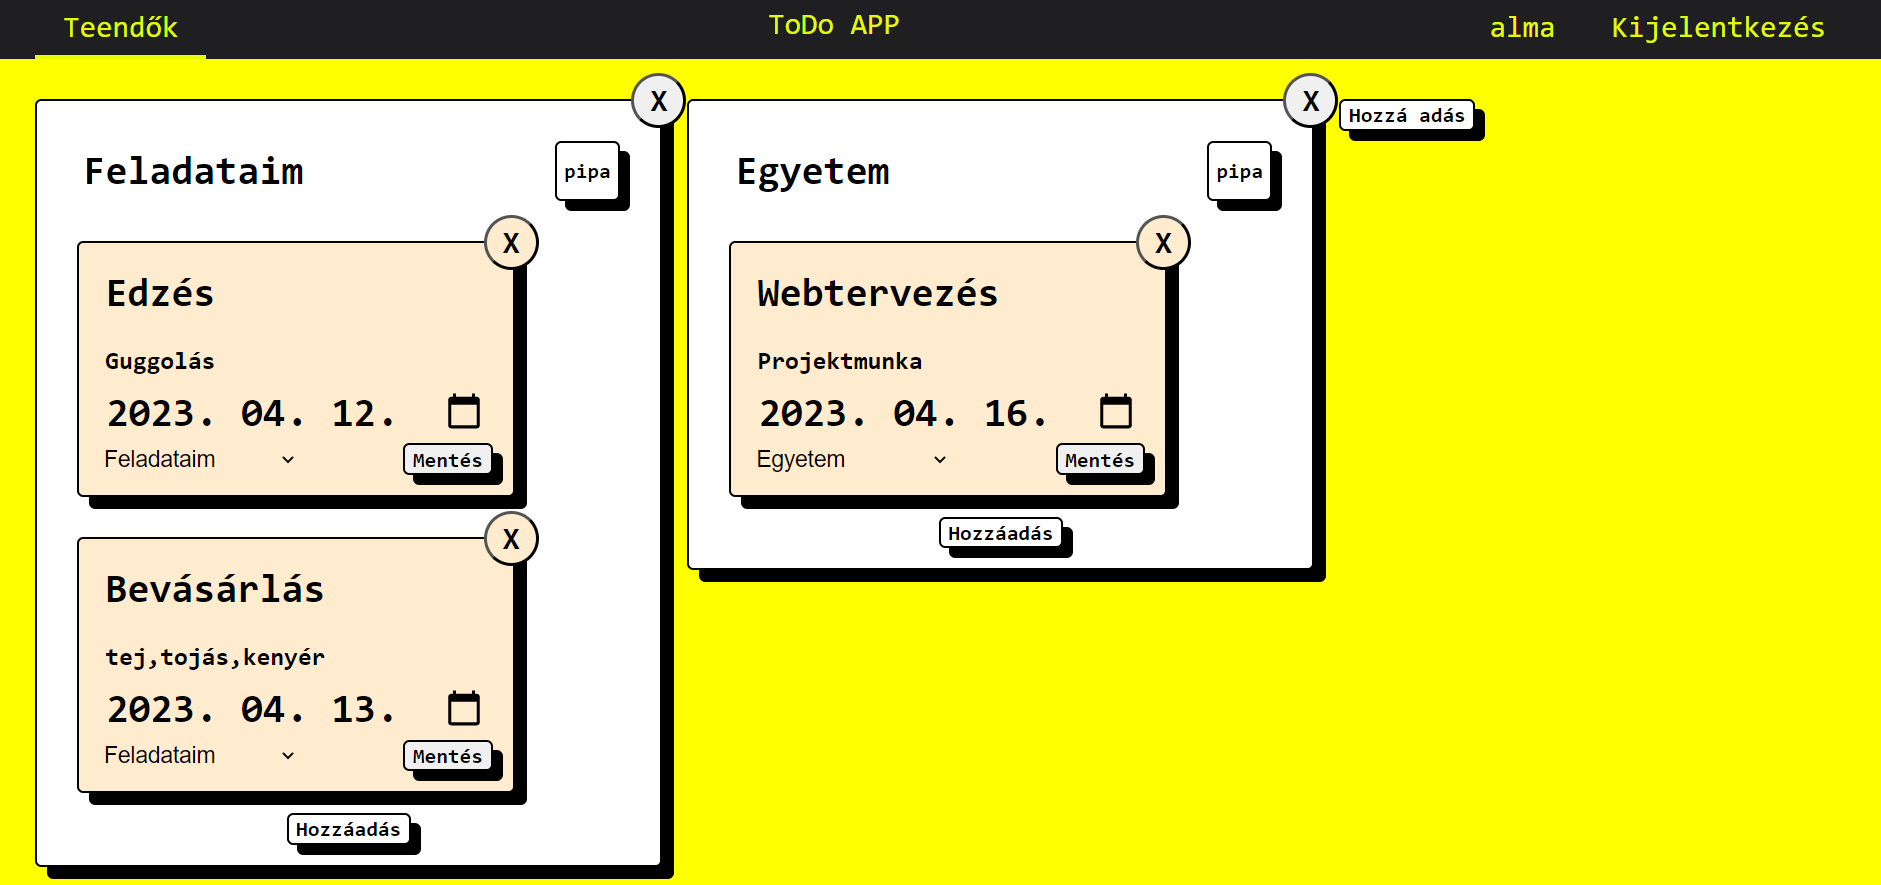 Teendők
ToDo APP
alma
Kijelentkezés
X
Feladataim
pipa
X
Edzés
Guggolás
2023. 04. 12.
Feladataim
Mentés
X
Bevásárlás
tej,tojás,kenyér
2023. 04. 13.
Feladataim
Mentés
Hozzáadás
X
Egyetem
pipa
X
Webtervezés
Projektmunka
2023. 04. 16.
Egyetem
Mentés
Hozzáadás
Hozzá adás